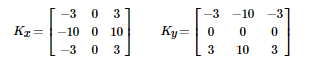 Kx = [ −3 0 3 ; −10 0 10 ; −3 0 3 ]
Ky = [ −3 −10 −3 ; 0 0 0 ; 3 10 3 ]